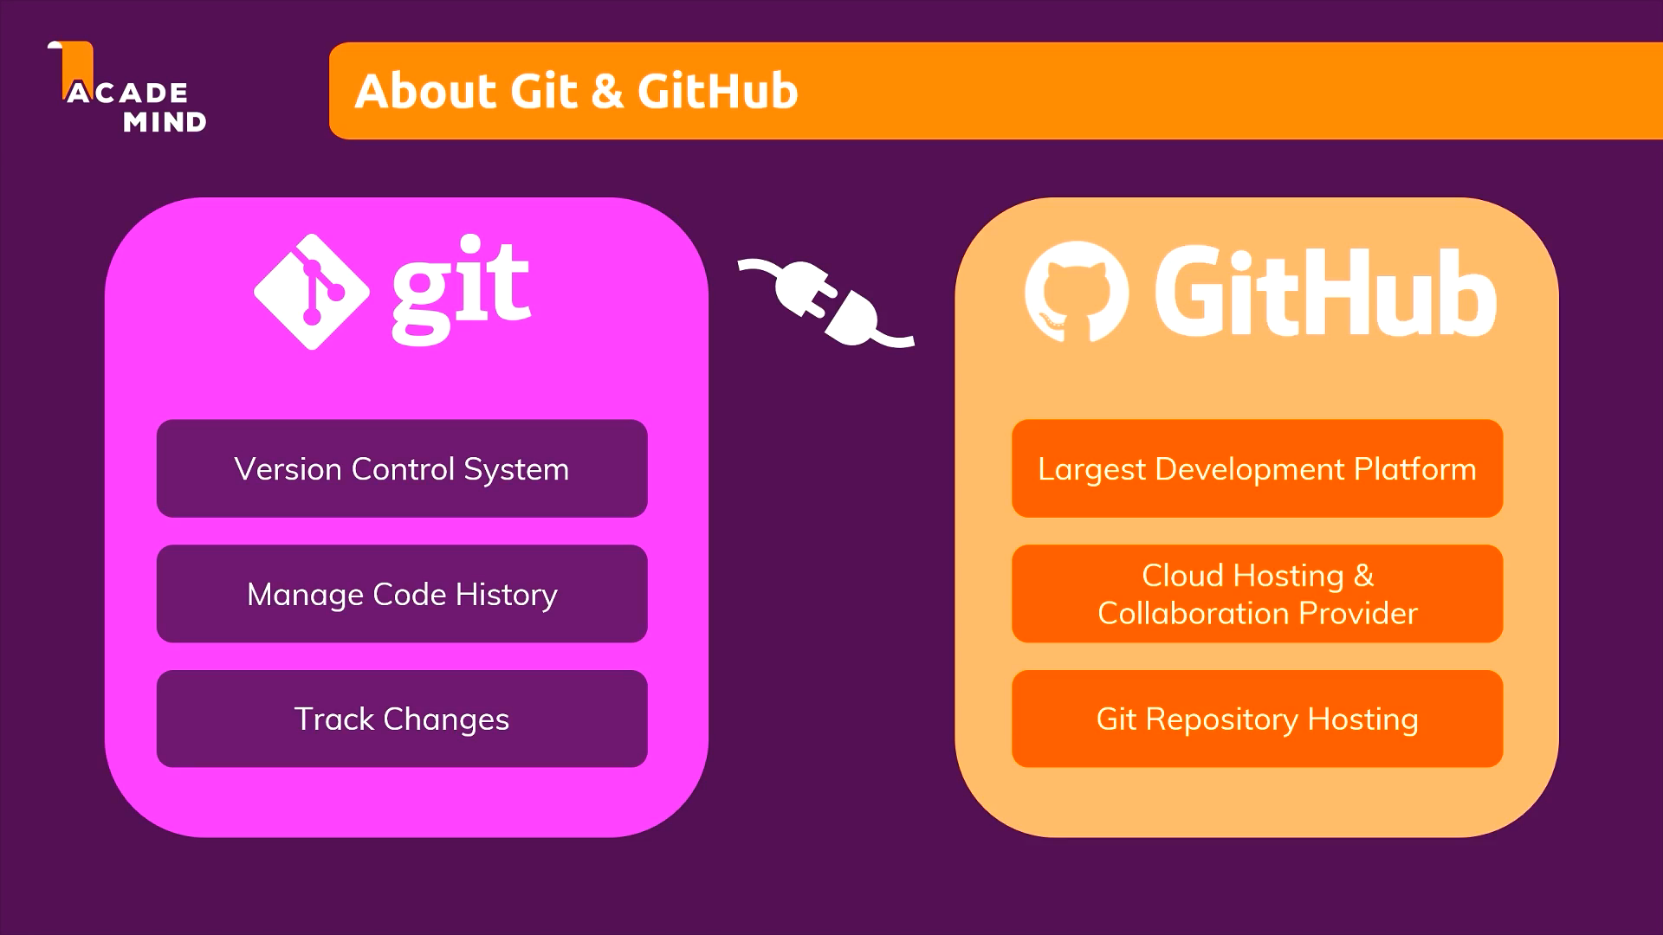 ACADE
MIND
About Git & GitHub
git
Version Control System
Manage Code History
Track Changes
GitHub
Largest Development Platform
Cloud Hosting &
Collaboration Provider
Git Repository Hosting